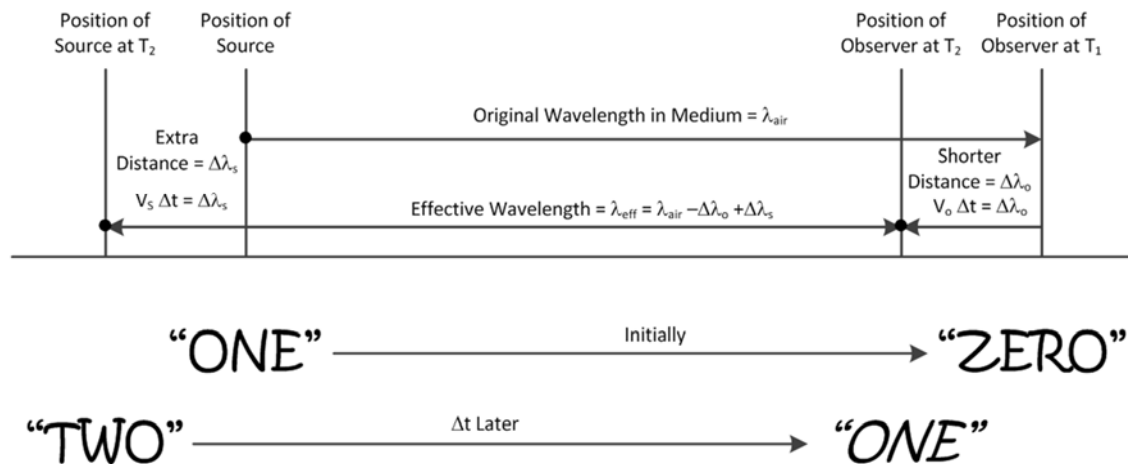 Position of
Source at T₂
Position of
Source
Position of
Observer at T₂
Position of
Observer at T₁
Original Wavelength in Medium = λair
Extra
Distance = Δλs
Vs Δt = Δλs
Effective Wavelength = λeff = λair −Δλo +Δλs
Shorter
Distance = Δλo
Vo Δt = Δλo
“ONE”
Initially
“ZERO”
“TWO”
Δt Later
“ONE”